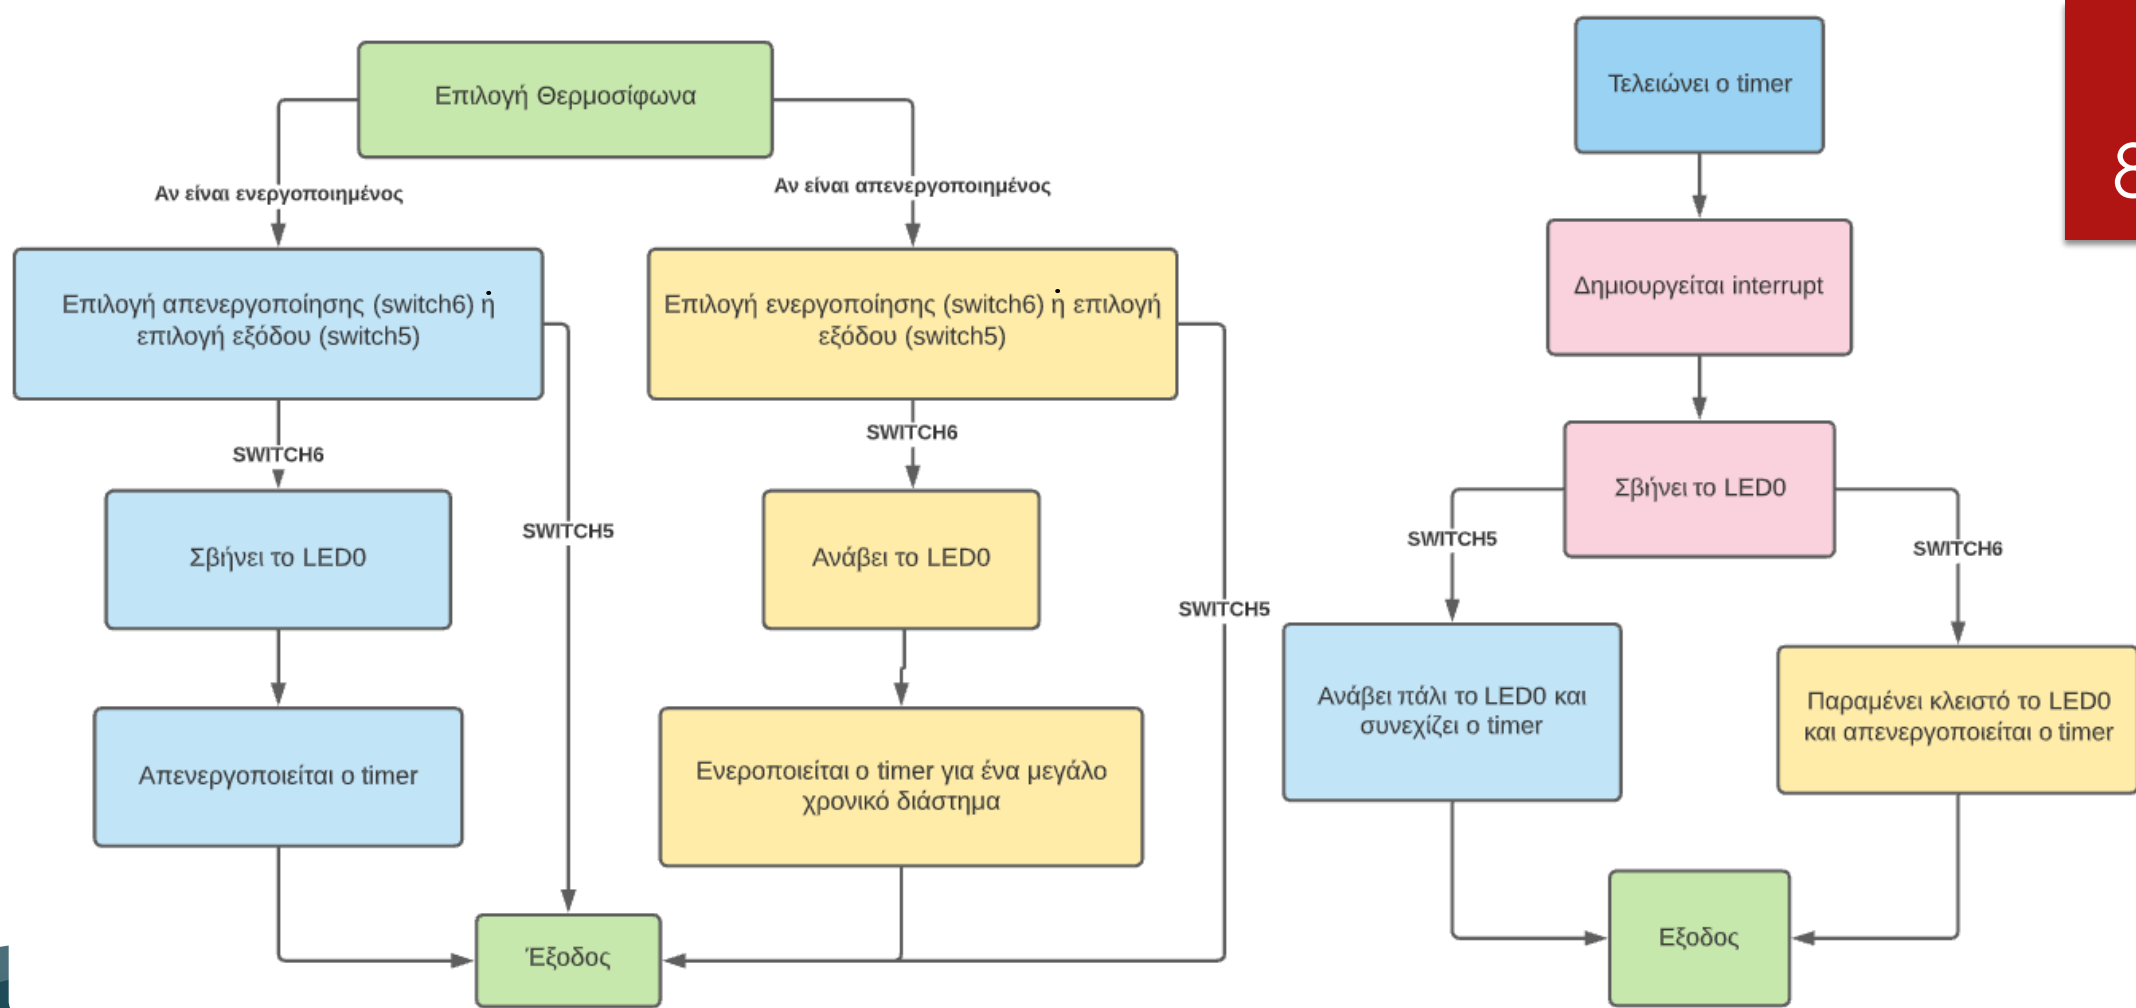 Επιλογή Θερμοσίφωνα
Αν είναι ενεργοποιημένος
Αν είναι απενεργοποιημένος
Επιλογή απενεργοποίησης (switch6) ή
επιλογή εξόδου (switch5)
Επιλογή ενεργοποίησης (switch6) ή επιλογή
εξόδου (switch5)
SWITCH6
SWITCH6
SWITCH5
SWITCH5
Σβήνει το LED0
Ανάβει το LED0
Απενεργοποιείται ο timer
Ενεροποιείται ο timer για ένα μεγάλο
χρονικό διάστημα
Έξοδος
Τελειώνει ο timer
Δημιουργείται interrupt
Σβήνει το LED0
SWITCH5
SWITCH6
Ανάβει πάλι το LED0 και
συνεχίζει ο timer
Παραμένει κλειστό το LED0
και απενεργοποιείται ο timer
Εξοδος
8